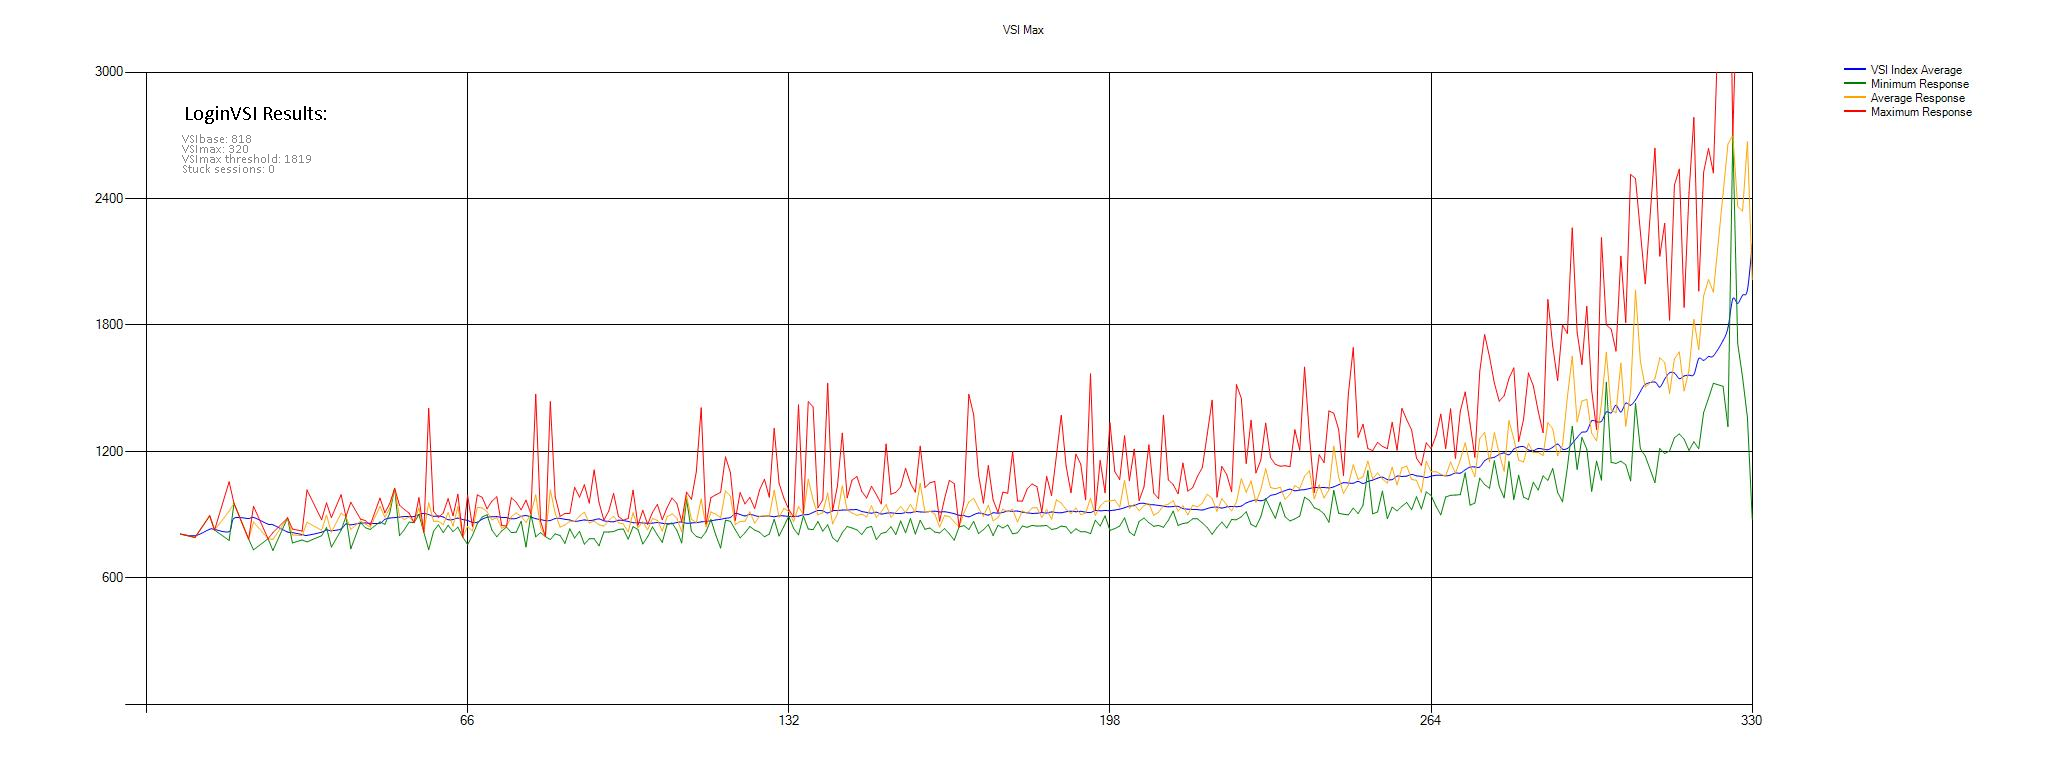 VSI Max
3000
2400
1800
1200
600
LoginVSI Results:
VSIbase: 818
VSImax: 320
VSImax threshold: 1819
Stuck sessions: 0
VSI Index Average
Minimum Response
Average Response
Maximum Response
66
132
198
264
330